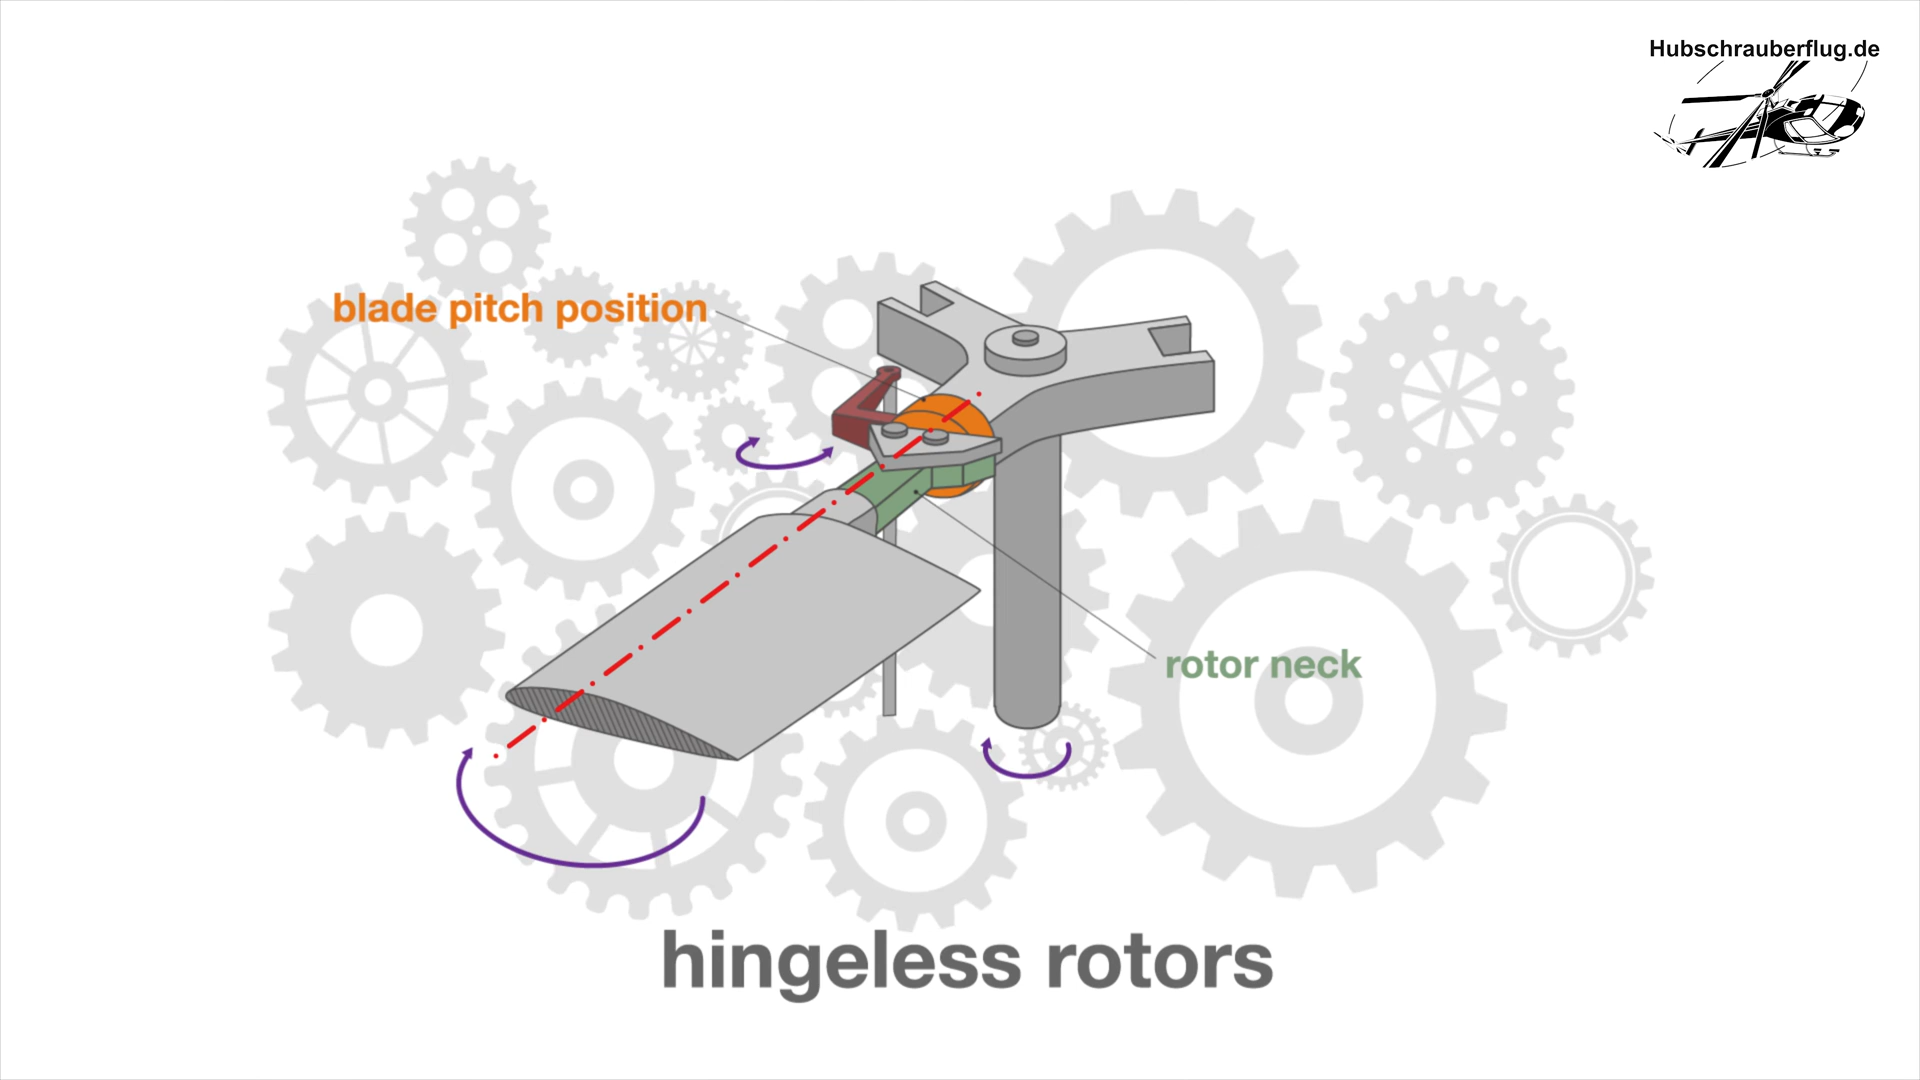 Hubschrauberflug.de
blade pitch position
rotor neck
hingeless rotors